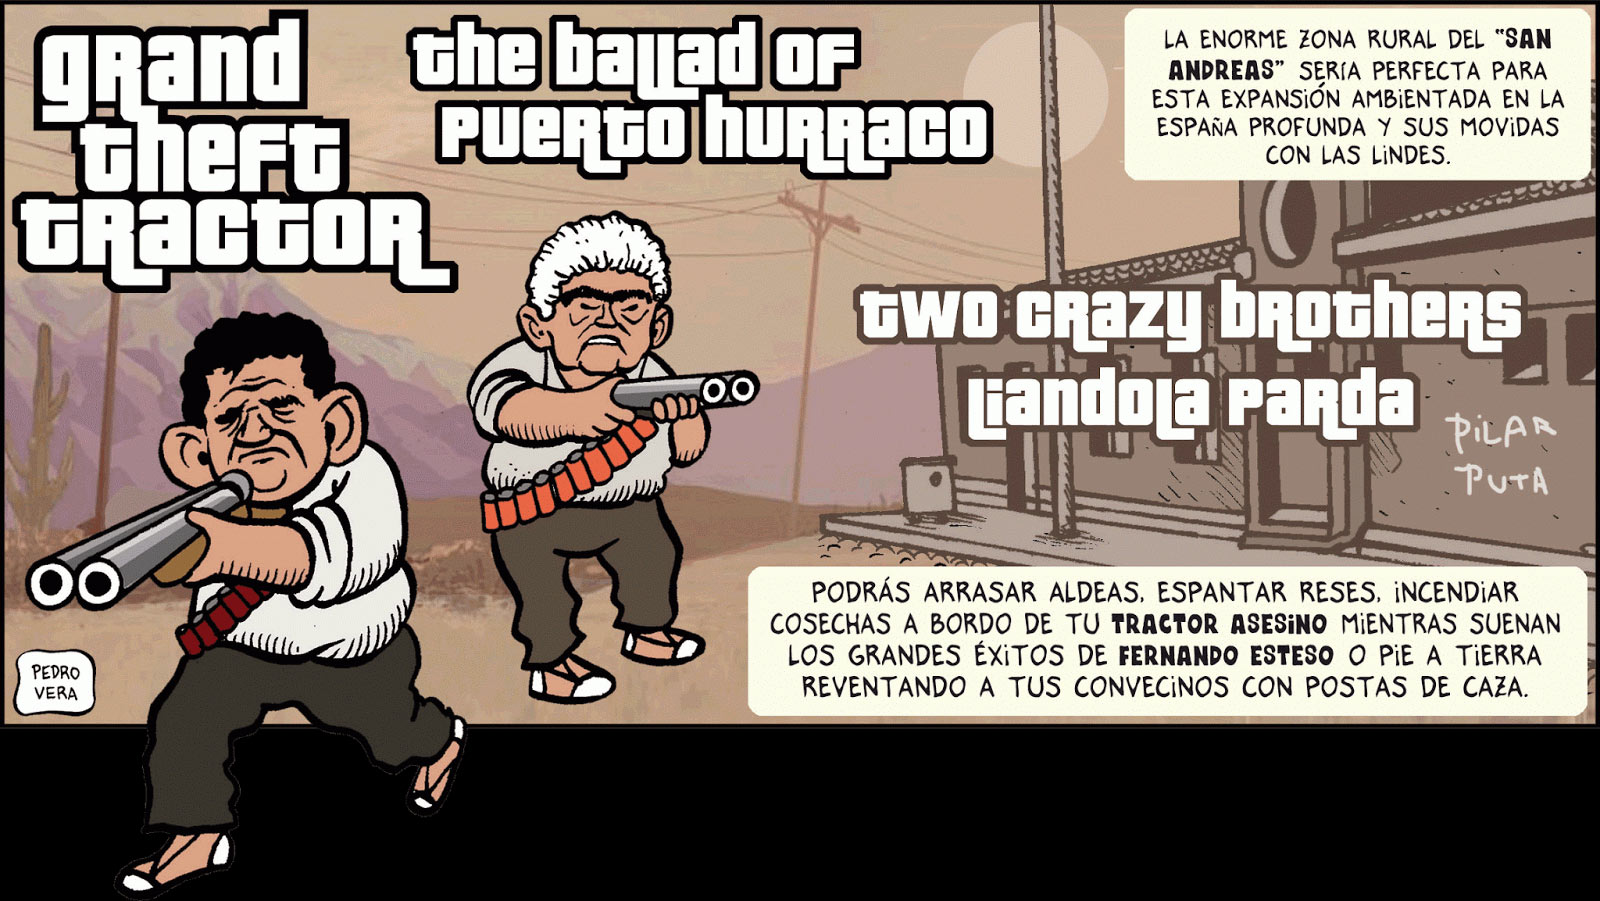 grand
theft
tractor
the ballad of
puerto hurraco
LA ENORME ZONA RURAL DEL "SAN
ANDREAS" SERÍA PERFECTA PARA
ESTA EXPANSIÓN AMBIENTADA EN LA
ESPAÑA PROFUNDA Y SUS MOVIDAS
CON LAS LINDES.
two crazy brothers
liandola parda
PILAR
PUTA
PODRÁS ARRASAR ALDEAS, ESPANTAR RESES, INCENDIAR
COSECHAS A BORDO DE TU TRACTOR ASESINO MIENTRAS SUENAN
LOS GRANDES ÉXITOS DE FERNANDO ESTESO O PIE A TIERRA
REVENTANDO A TUS CONVECINOS CON POSTAS DE CAZA.
PEDRO
VERA